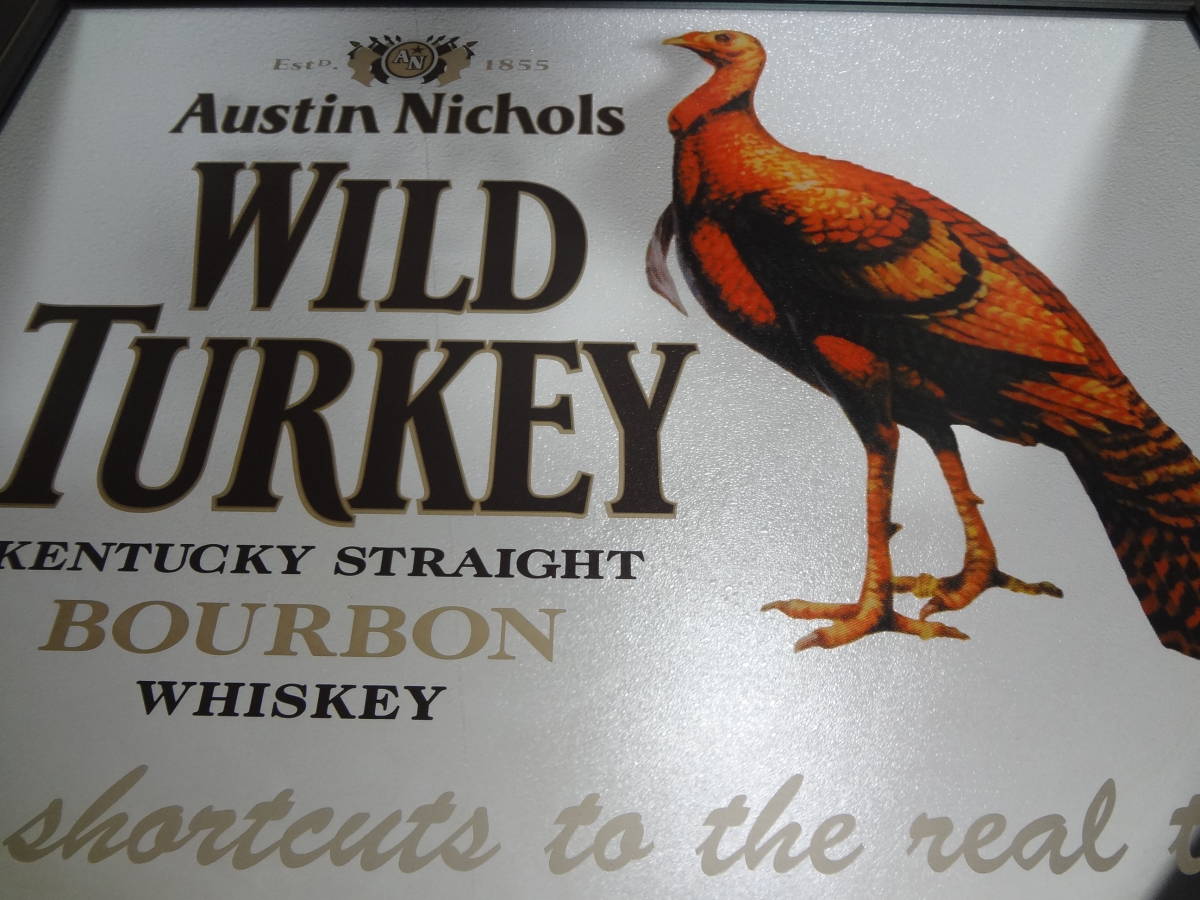 Estᴰ. AN 1855
Austin Nichols
WILD
TURKEY
KENTUCKY STRAIGHT
BOURBON
WHISKEY
shortcuts to the real t